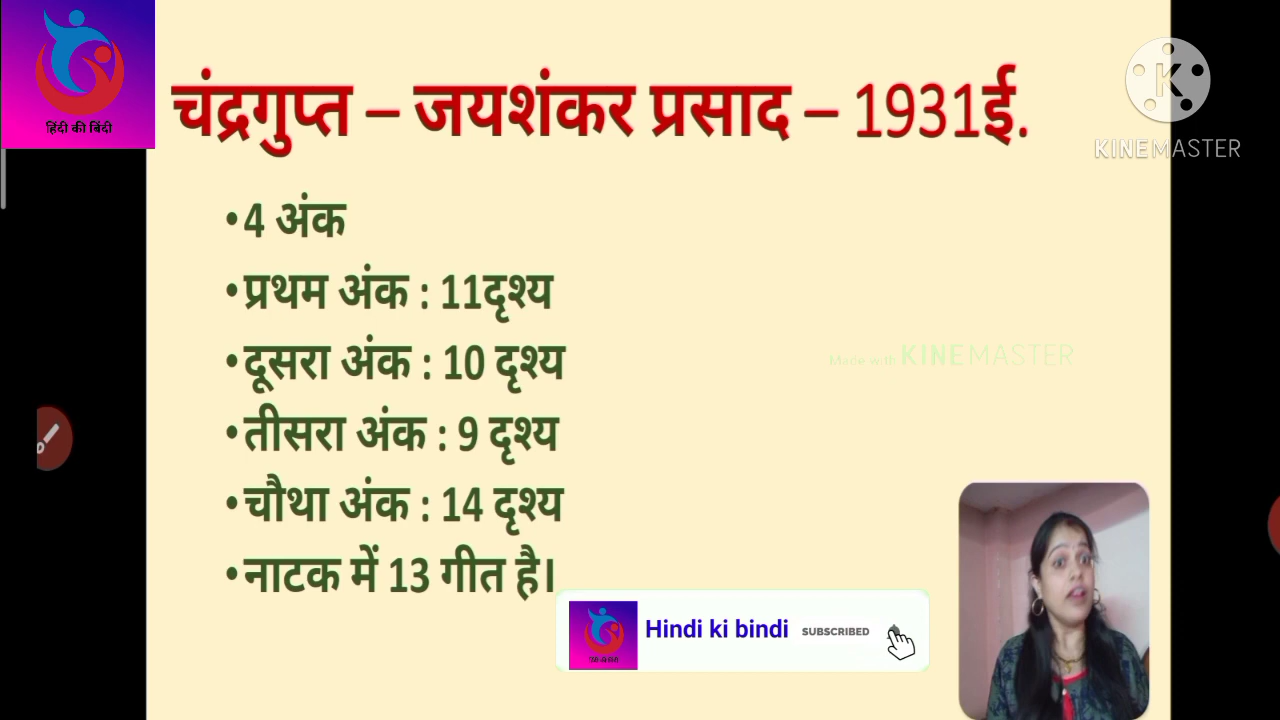 हिंदी की बिंदी
चंद्रगुप्त – जयशंकर प्रसाद – 1931ई.
K
KINEMASTER
•4 अंक
•प्रथम अंक : 11दृश्य
•दूसरा अंक : 10 दृश्य
Made with KINEMASTER
•तीसरा अंक : 9 दृश्य
•चौथा अंक : 14 दृश्य
•नाटक में 13 गीत है।
Hindi ki bindi SUBSCRIBED